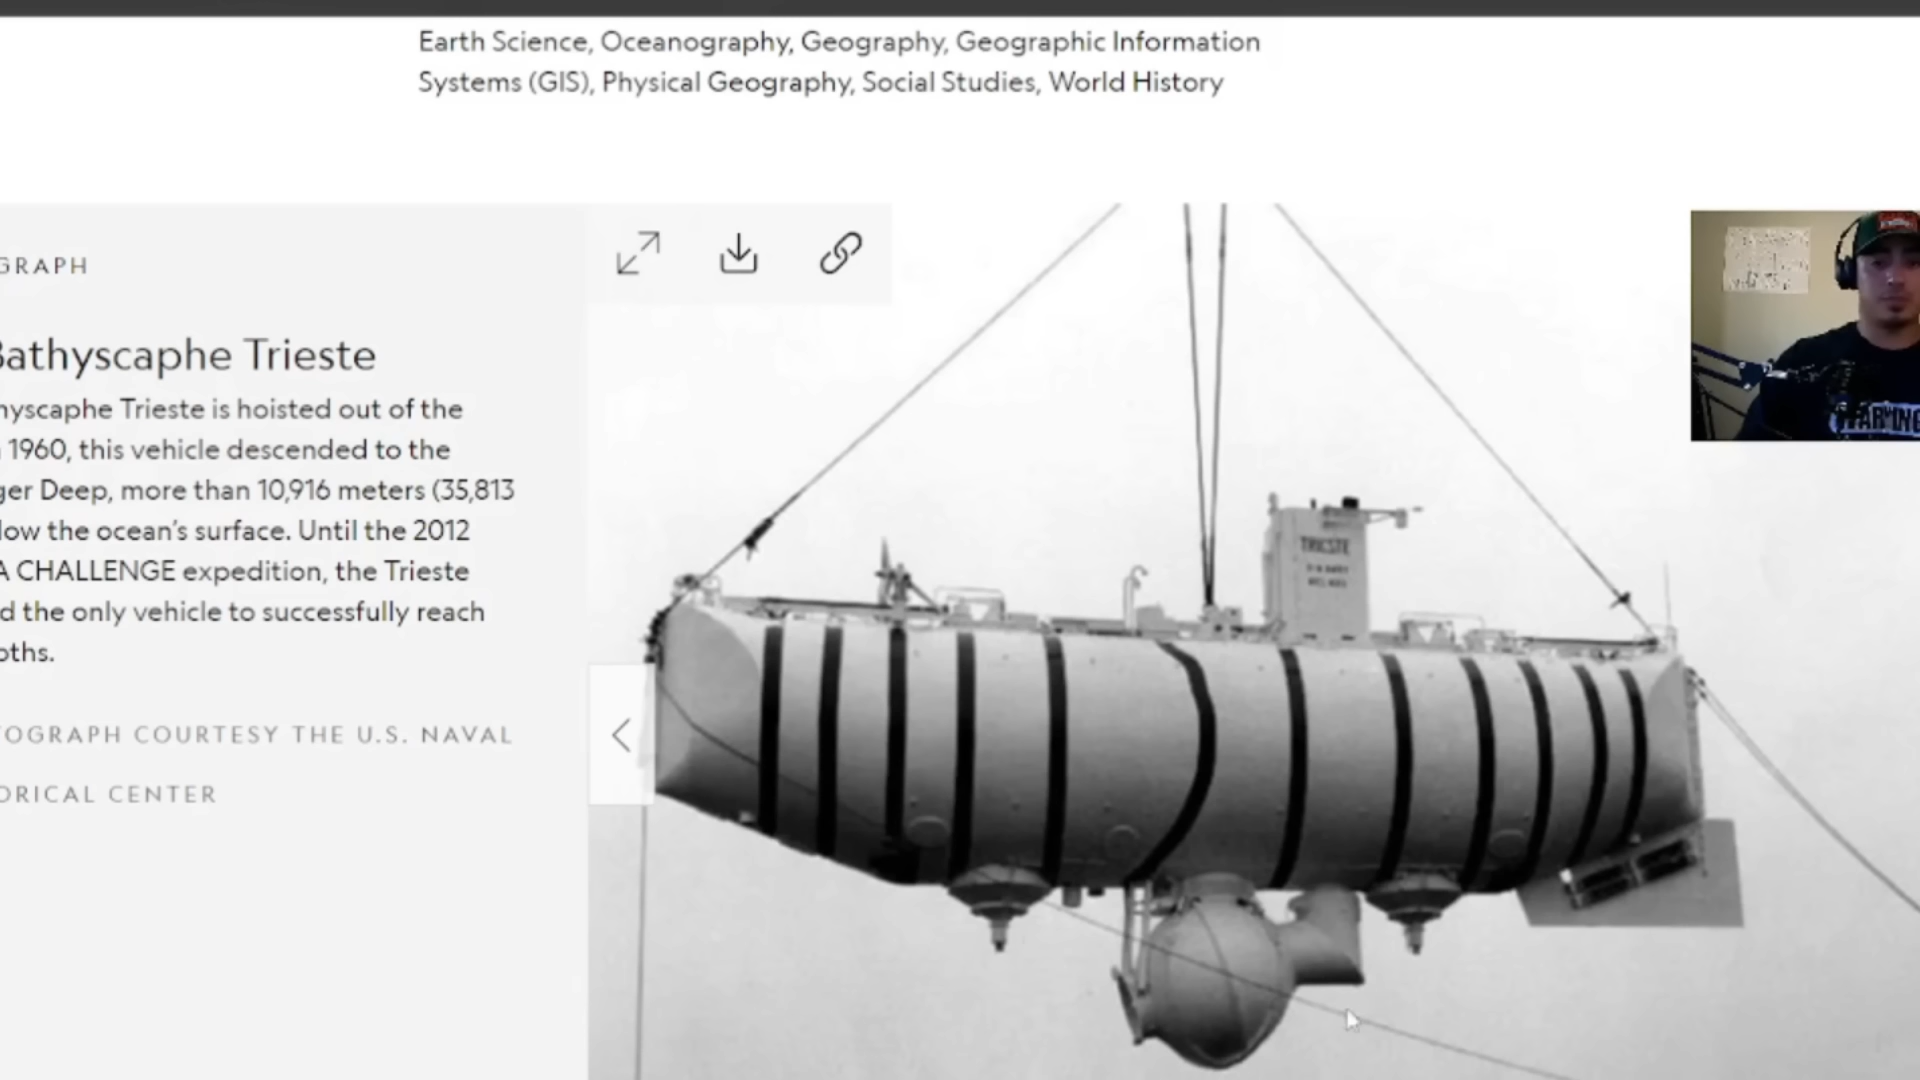 Earth Science, Oceanography, Geography, Geographic Information
Systems (GIS), Physical Geography, Social Studies, World History
GRAPH
Bathyscaphe Trieste
hyscaphe Trieste is hoisted out of the
1960, this vehicle descended to the
ger Deep, more than 10,916 meters (35,813
low the ocean's surface. Until the 2012
A CHALLENGE expedition, the Trieste
d the only vehicle to successfully reach
pths.
TOGRAPH COURTESY THE U.S. NAVAL
ORICAL CENTER
TRIESTE